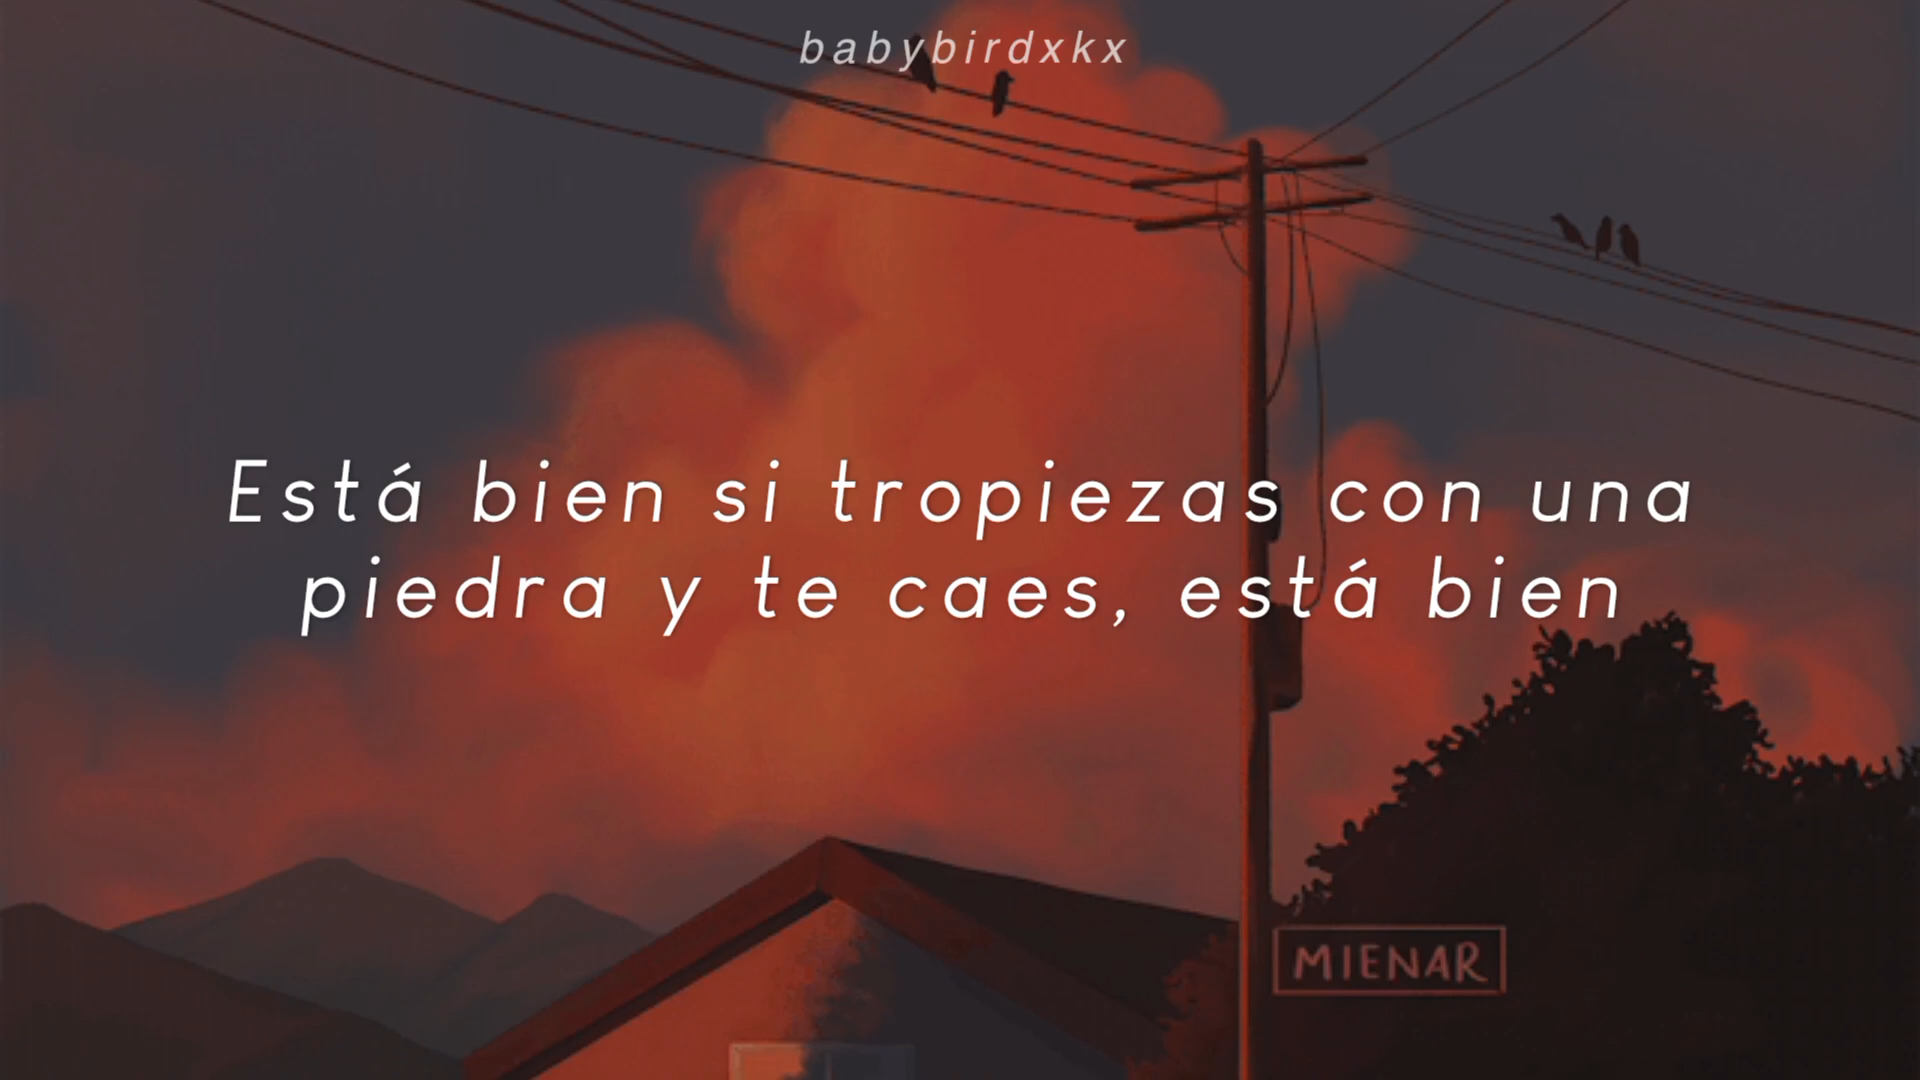 babybirdxkx
Está bien si tropiezas con una
piedra y te caes, está bien
MIENAR